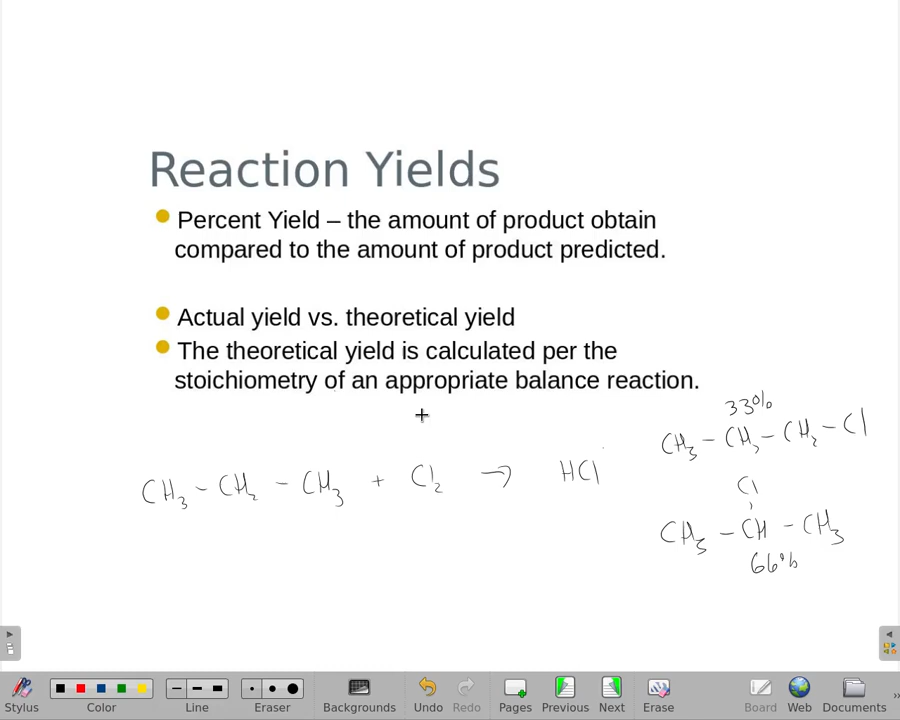 Reaction Yields
Percent Yield – the amount of product obtain
compared to the amount of product predicted.
Actual yield vs. theoretical yield
The theoretical yield is calculated per the
stoichiometry of an appropriate balance reaction.
33%
CH₃ – CH₂ – CH₂ – Cl
CH₃ – CH₂ – CH₃ + Cl₂ → HCl
Cl
CH₃ – CH – CH₃
66%
Stylus
Color
Line
Eraser
Backgrounds
Undo
Redo
Pages
Previous
Next
Erase
Board
Web
Documents